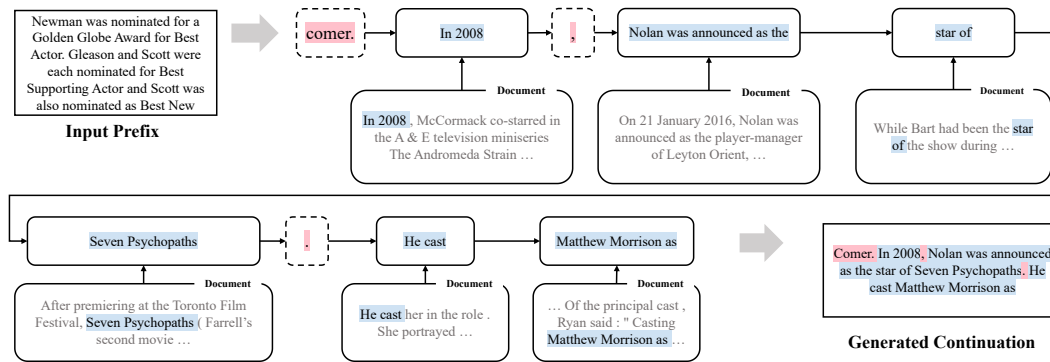 Newman was nominated for a
Golden Globe Award for Best
Actor. Gleason and Scott were
each nominated for Best
Supporting Actor and Scott was
also nominated as Best New
Input Prefix
comer.
In 2008
,
Nolan was announced as the
star of
Document
In 2008 , McCormack co-starred in
the A & E television miniseries
The Andromeda Strain …
Document
On 21 January 2016, Nolan was
announced as the player-manager
of Leyton Orient, …
Document
While Bart had been the star
of the show during …
Seven Psychopaths
.
He cast
Matthew Morrison as
Document
After premiering at the Toronto Film
Festival, Seven Psychopaths ( Farrell's
second movie …
Document
He cast her in the role .
She portrayed …
Document
… Of the principal cast ,
Ryan said : " Casting
Matthew Morrison as …
Comer. In 2008, Nolan was announced
as the star of Seven Psychopaths. He
cast Matthew Morrison as
Generated Continuation